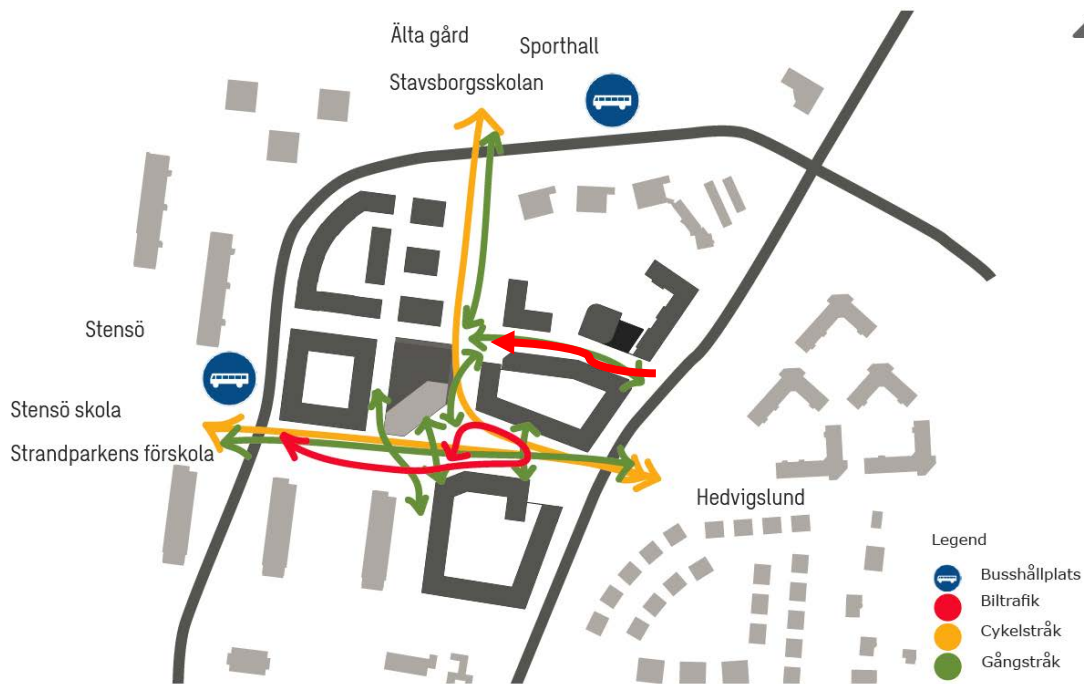 Älta gård
Sporthall
Stavsborgsskolan
Stensö
Stensö skola
Strandparkens förskola
Hedvigslund
Legend
Busshållplats
Biltrafik
Cykelstråk
Gångstråk